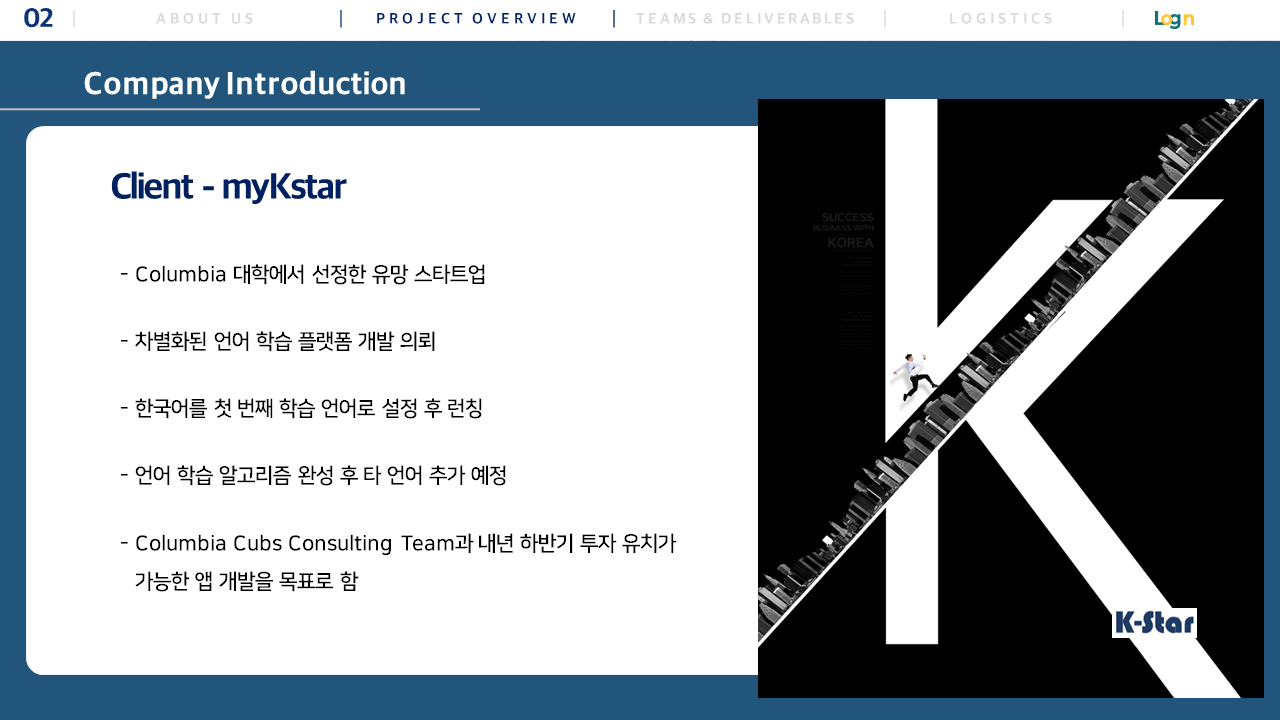 02
ABOUT US
PROJECT OVERVIEW
TEAMS & DELIVERABLES
LOGISTICS
Login
Company Introduction
Client - myKstar
- Columbia 대학에서 선정한 유망 스타트업
- 차별화된 언어 학습 플랫폼 개발 의뢰
- 한국어를 첫 번째 학습 언어로 설정 후 런칭
- 언어 학습 알고리즘 완성 후 타 언어 추가 예정
- Columbia Cubs Consulting Team과 내년 하반기 투자 유치가
가능한 앱 개발을 목표로 함
SUCCESS
BUSINESS WITH
KOREA
K
K-Star